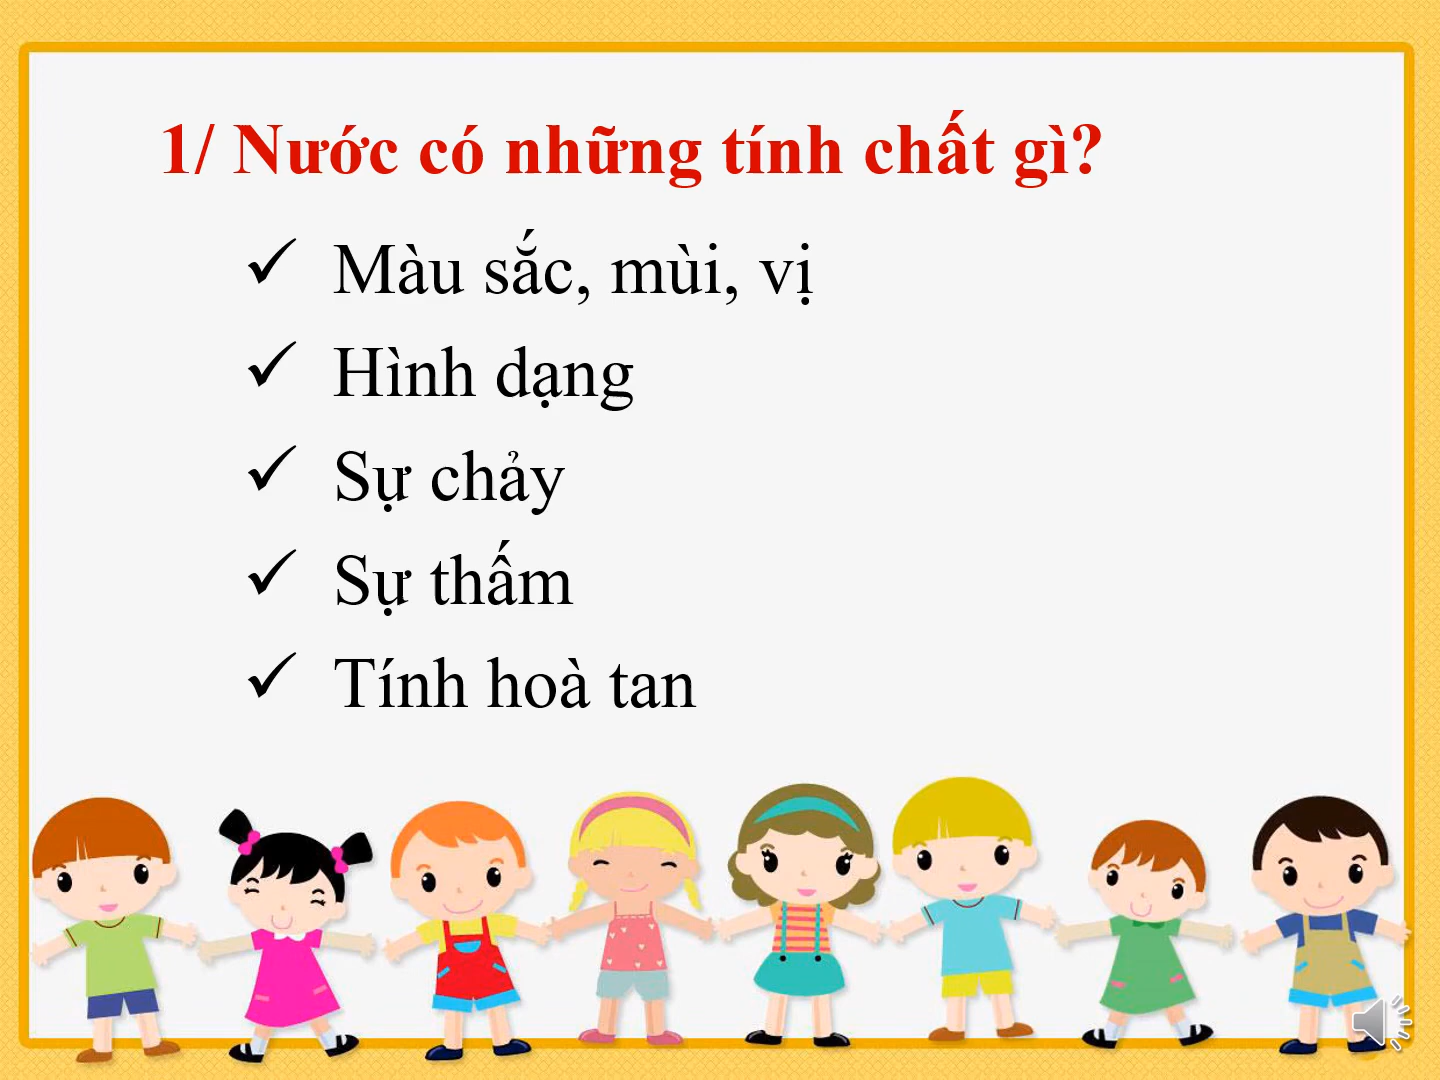 1/ Nước có những tính chất gì?
✓ Màu sắc, mùi, vị
✓ Hình dạng
✓ Sự chảy
✓ Sự thấm
✓ Tính hoà tan